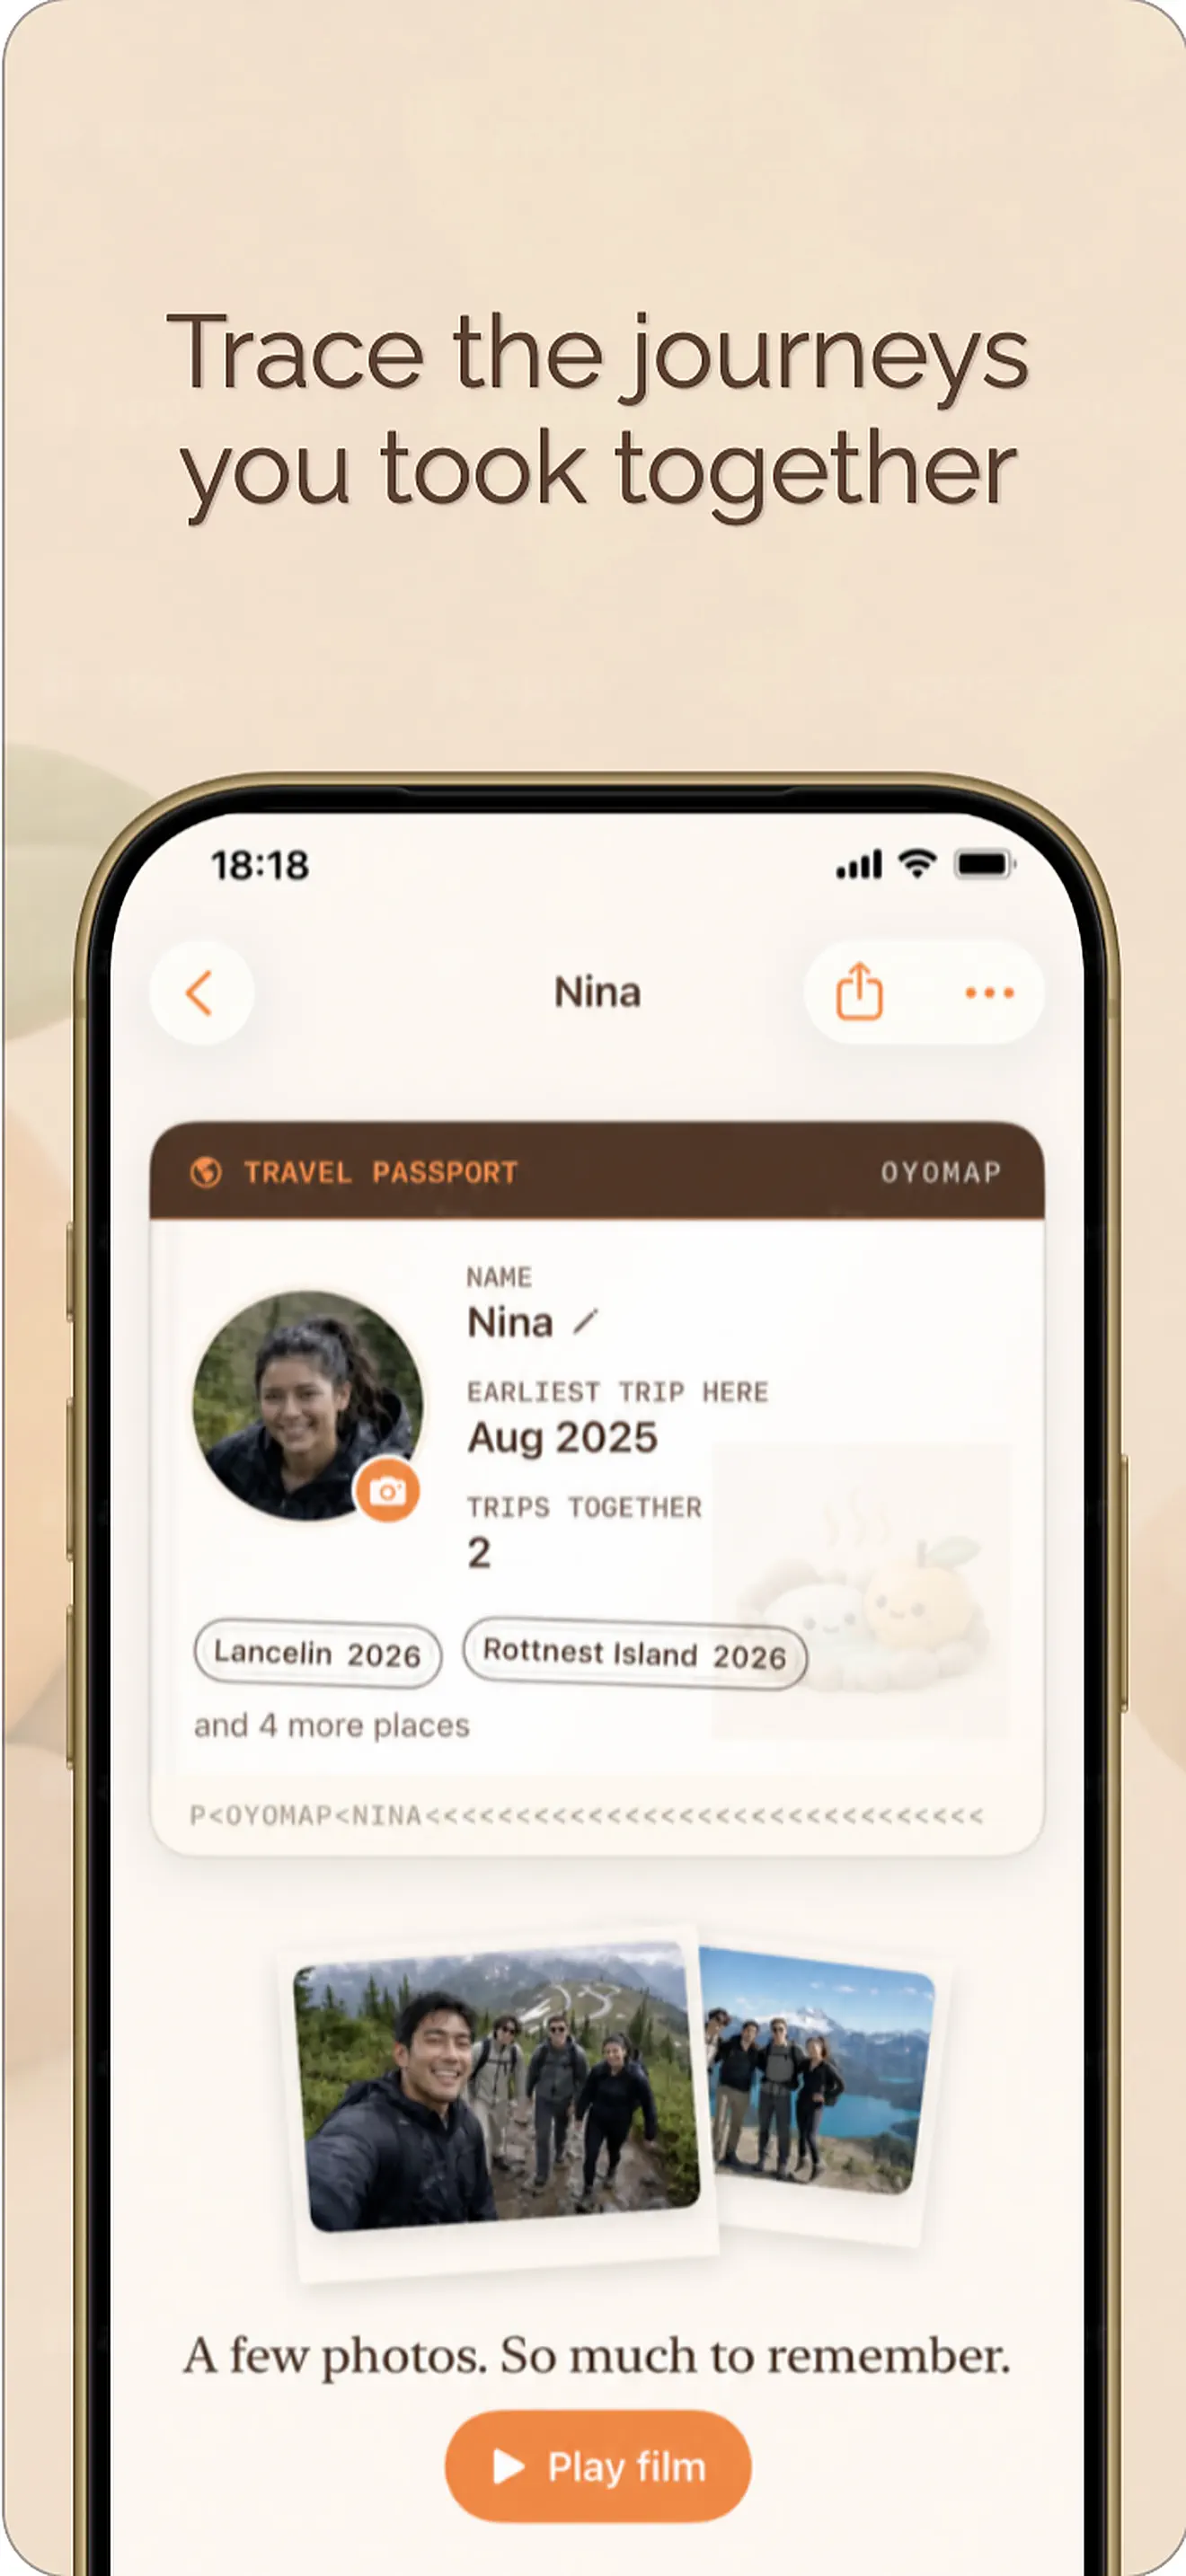 Trace the journeys
you took together
18:18
Nina
TRAVEL PASSPORT OYOMAP
NAME
Nina
EARLIEST TRIP HERE
Aug 2025
TRIPS TOGETHER
2
Lancelin 2026 Rottnest Island 2026
and 4 more places
P<OYOMAP<NINA<<<<<<<<<<<<<<<<<<<<<<<<<<<<<<<
A few photos. So much to remember.
Play film